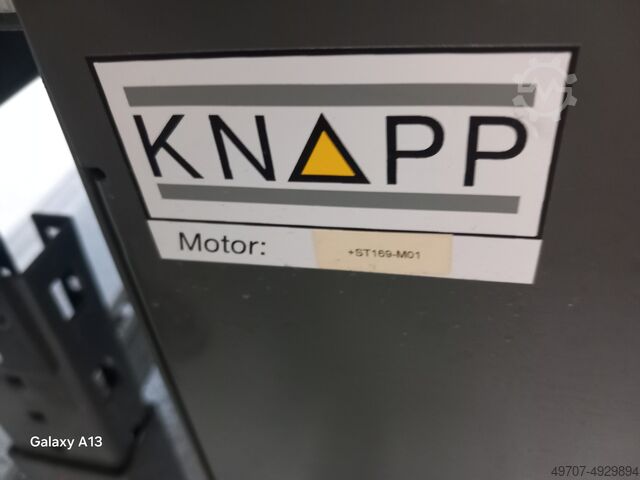 KNAPP
Motor: +ST169-M01
Galaxy A13
49707-4929894